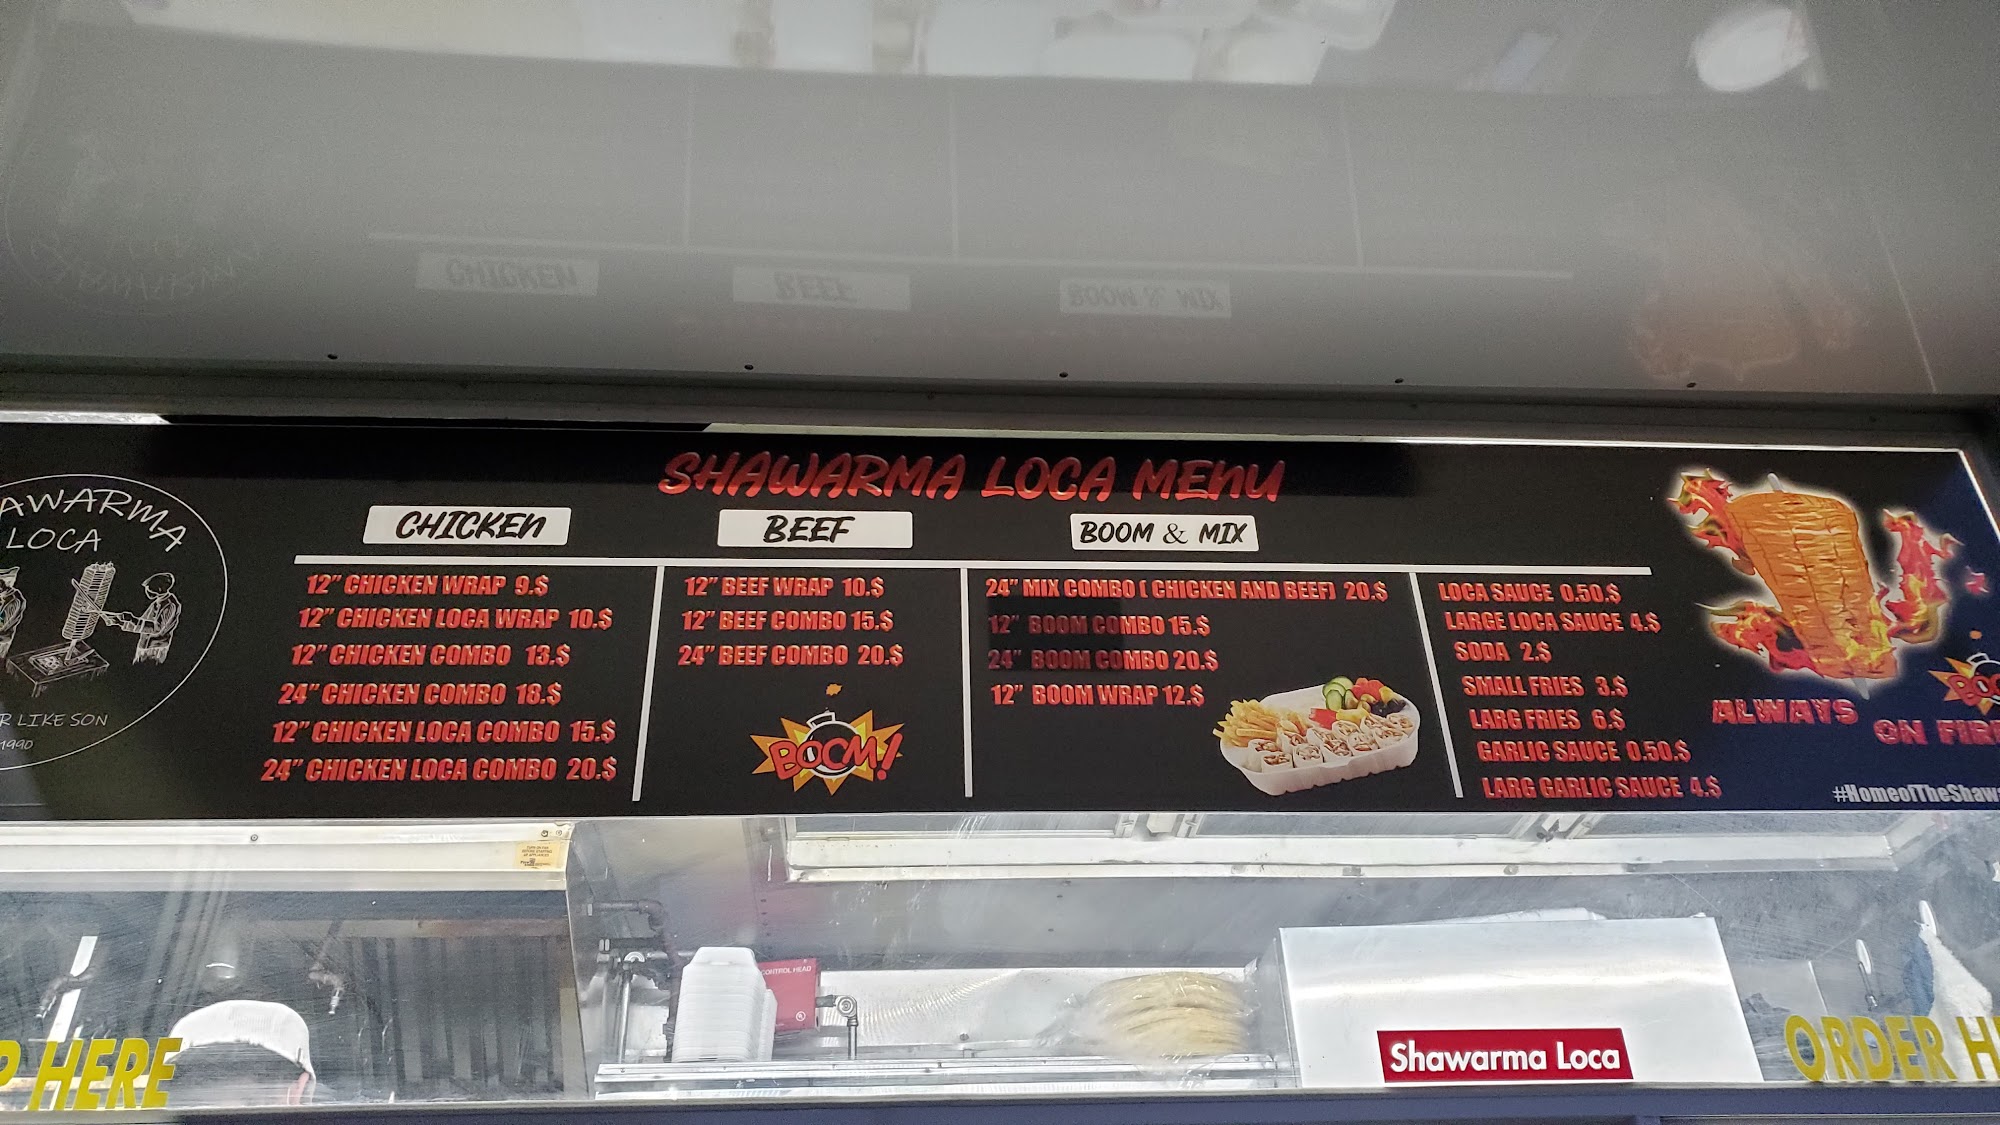 SHAWARMA LOCA MENU
AWARMA
LOCA
R LIKE SON
1990
CHICKEN
12" CHICKEN WRAP 9.$
12" CHICKEN LOCA WRAP 10.$
12" CHICKEN COMBO 13.$
24" CHICKEN COMBO 18.$
12" CHICKEN LOCA COMBO 15.$
24" CHICKEN LOCA COMBO 20.$
BEEF
12" BEEF WRAP 10.$
12" BEEF COMBO 15.$
24" BEEF COMBO 20.$
BOOM!
BOOM & MIX
24" MIX COMBO ( CHICKEN AND BEEF) 20.$
12" BOOM COMBO 15.$
24" BOOM COMBO 20.$
12" BOOM WRAP 12.$
LOCA SAUCE 0.50.$
LARGE LOCA SAUCE 4.$
SODA 2.$
SMALL FRIES 3.$
LARG FRIES 6.$
GARLIC SAUCE 0.50.$
LARG GARLIC SAUCE 4.$
ALWAYS ON FIR
BOO
#HomeofTheShaw
CONTROL HEAD
P HERE
Shawarma Loca
ORDER H